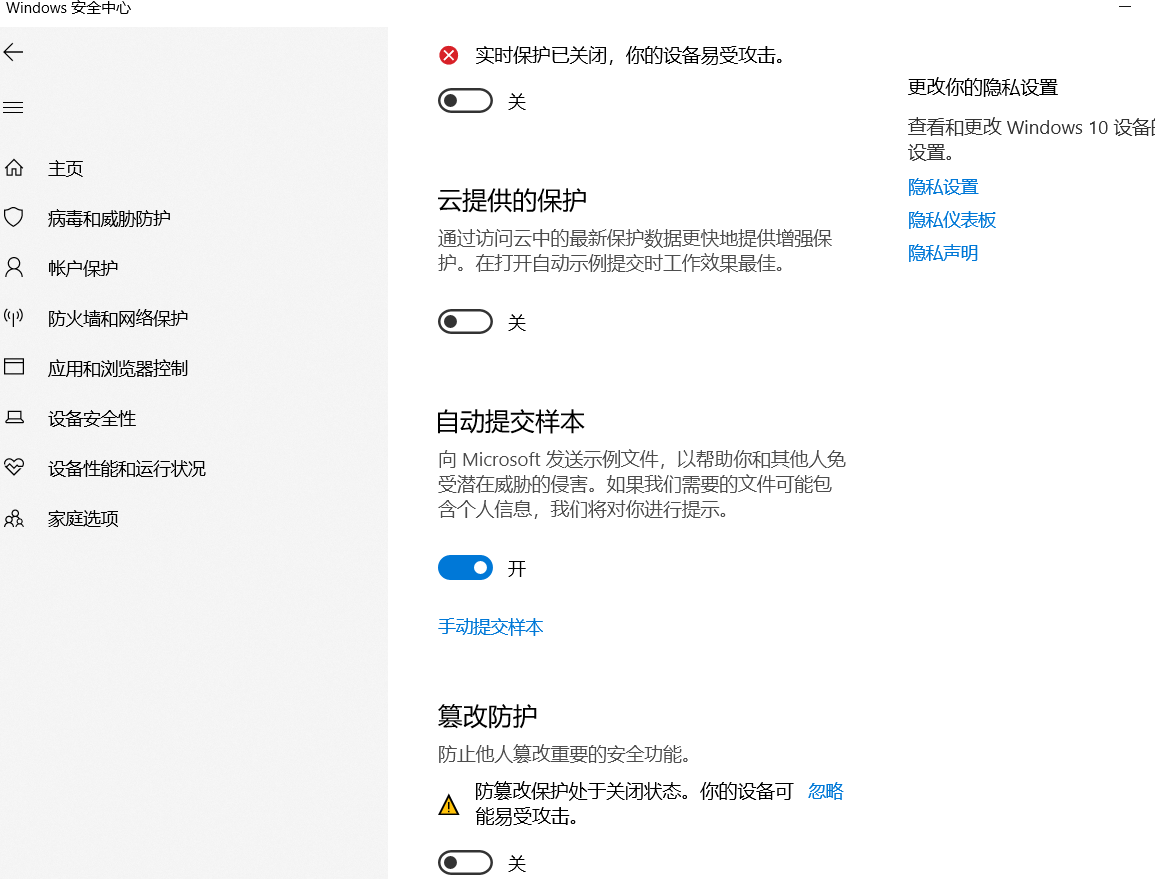 Windows 安全中心
主页
病毒和威胁防护
帐户保护
防火墙和网络保护
应用和浏览器控制
设备安全性
设备性能和运行状况
家庭选项
实时保护已关闭，你的设备易受攻击。
关
云提供的保护
通过访问云中的最新保护数据更快地提供增强保
护。在打开自动示例提交时工作效果最佳。
关
自动提交样本
向 Microsoft 发送示例文件，以帮助你和其他人免
受潜在威胁的侵害。如果我们需要的文件可能包
含个人信息，我们将对你进行提示。
开
手动提交样本
篡改防护
防止他人篡改重要的安全功能。
防篡改保护处于关闭状态。你的设备可 忽略
能易受攻击。
关
更改你的隐私设置
查看和更改 Windows 10 设备
设置。
隐私设置
隐私仪表板
隐私声明